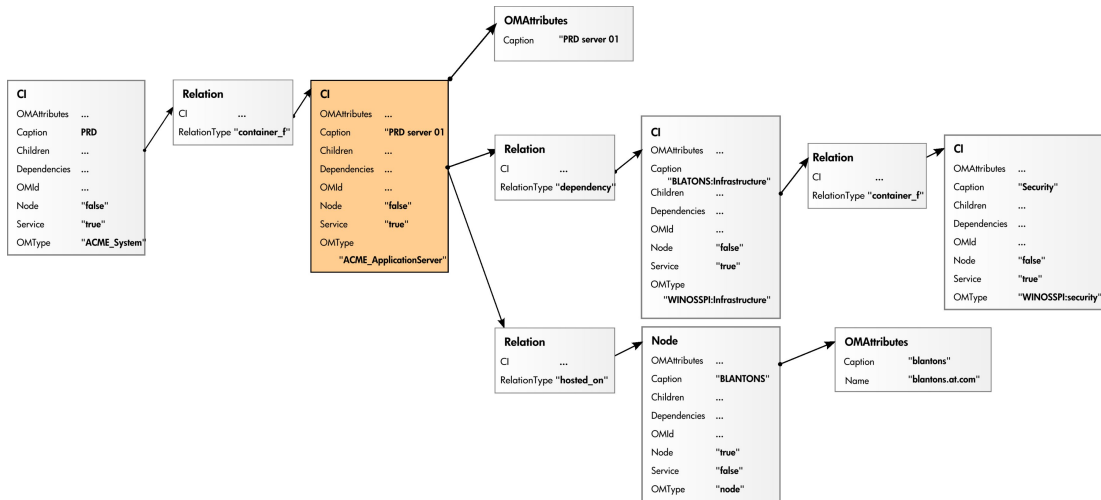 OMAttributes
Caption "PRD server 01
CI
OMAttributes ...
Caption PRD
Children ...
Dependencies ...
OMId ...
Node "false"
Service "true"
OMType "ACME_System"
Relation
CI ...
RelationType "container_f"
CI
OMAttributes ...
Caption "PRD server 01
Children ...
Dependencies ...
OMId ...
Node "false"
Service "true"
OMType
"ACME_ApplicationServer"
Relation
CI ...
RelationType "dependency"
CI
OMAttributes ...
Caption
"BLATONS:Infrastructure"
Children ...
Dependencies ...
OMId ...
Node "false"
Service "true"
OMType
"WINOSSPI:Infrastructure"
Relation
CI ...
RelationType "container_f"
CI
OMAttributes ...
Caption "Security"
Children ...
Dependencies ...
OMId ...
Node "false"
Service "true"
OMType "WINOSSPI:security"
Relation
CI ...
RelationType "hosted_on"
Node
OMAttributes ...
Caption "BLANTONS"
Children ...
Dependencies ...
OMId ...
Node "true"
Service "false"
OMType "node"
OMAttributes
Caption "blantons"
Name "blantons.at.com"